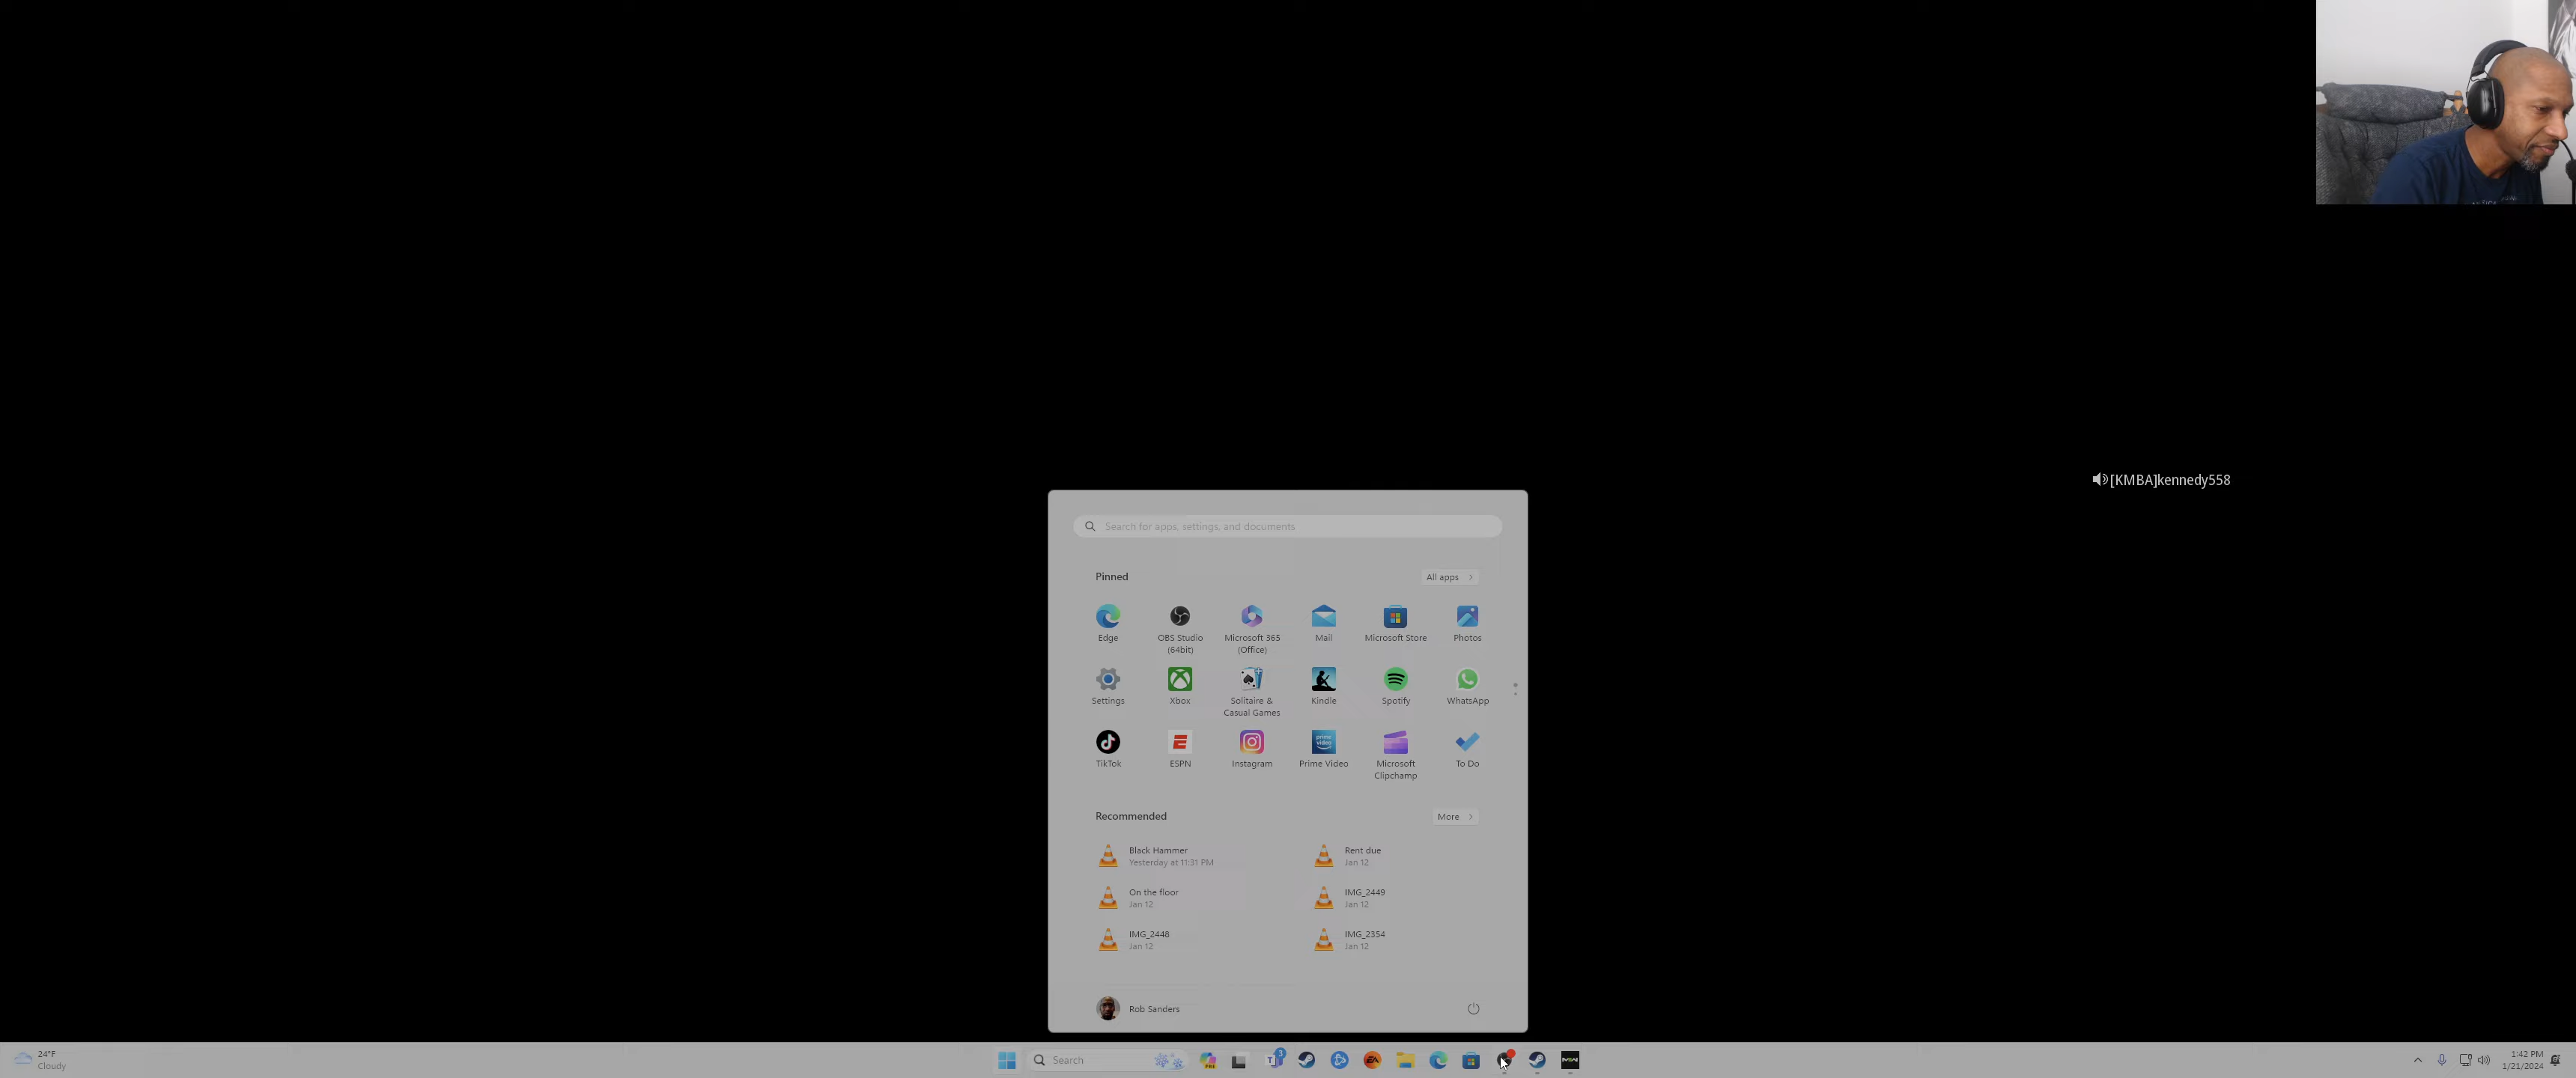 [KMBA]kennedy558
Search for apps, settings, and documents
Pinned
All apps
Edge
OBS Studio
(64bit)
Microsoft 365
(Office)
Mail
Microsoft Store
Photos
Settings
Xbox
Solitaire &
Casual Games
Kindle
Spotify
WhatsApp
TikTok
ESPN
Instagram
Prime Video
Microsoft
Clipchamp
To Do
Recommended
More
Black Hammer
Yesterday at 11:31 PM
Rent due
Jan 12
On the floor
Jan 12
IMG_2449
Jan 12
IMG_2448
Jan 12
IMG_2354
Jan 12
Rob Sanders
24°F
Cloudy
Search
1:42 PM
1/21/2024